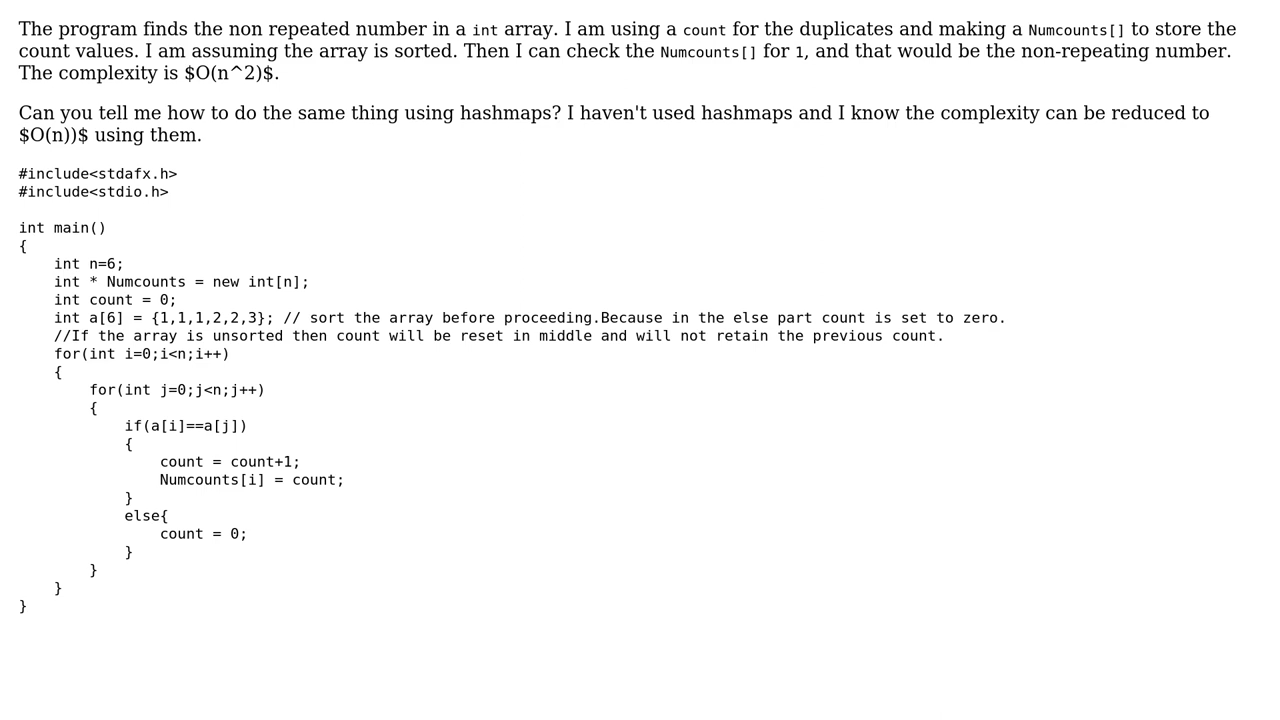 The program finds the non repeated number in a int array. I am using a count for the duplicates and making a Numcounts[] to store the
count values. I am assuming the array is sorted. Then I can check the Numcounts[] for 1, and that would be the non-repeating number.
The complexity is $O(n^2)$.
Can you tell me how to do the same thing using hashmaps? I haven't used hashmaps and I know the complexity can be reduced to
$O(n))$ using them.
#include<stdafx.h>
#include<stdio.h>
int main()
{
    int n=6;
    int * Numcounts = new int[n];
    int count = 0;
    int a[6] = {1,1,1,2,2,3}; // sort the array before proceeding.Because in the else part count is set to zero.
    //If the array is unsorted then count will be reset in middle and will not retain the previous count.
    for(int i=0;i<n;i++)
    {
        for(int j=0;j<n;j++)
        {
            if(a[i]==a[j])
            {
                count = count+1;
                Numcounts[i] = count;
            }
            else{
                count = 0;
            }
        }
    }
}